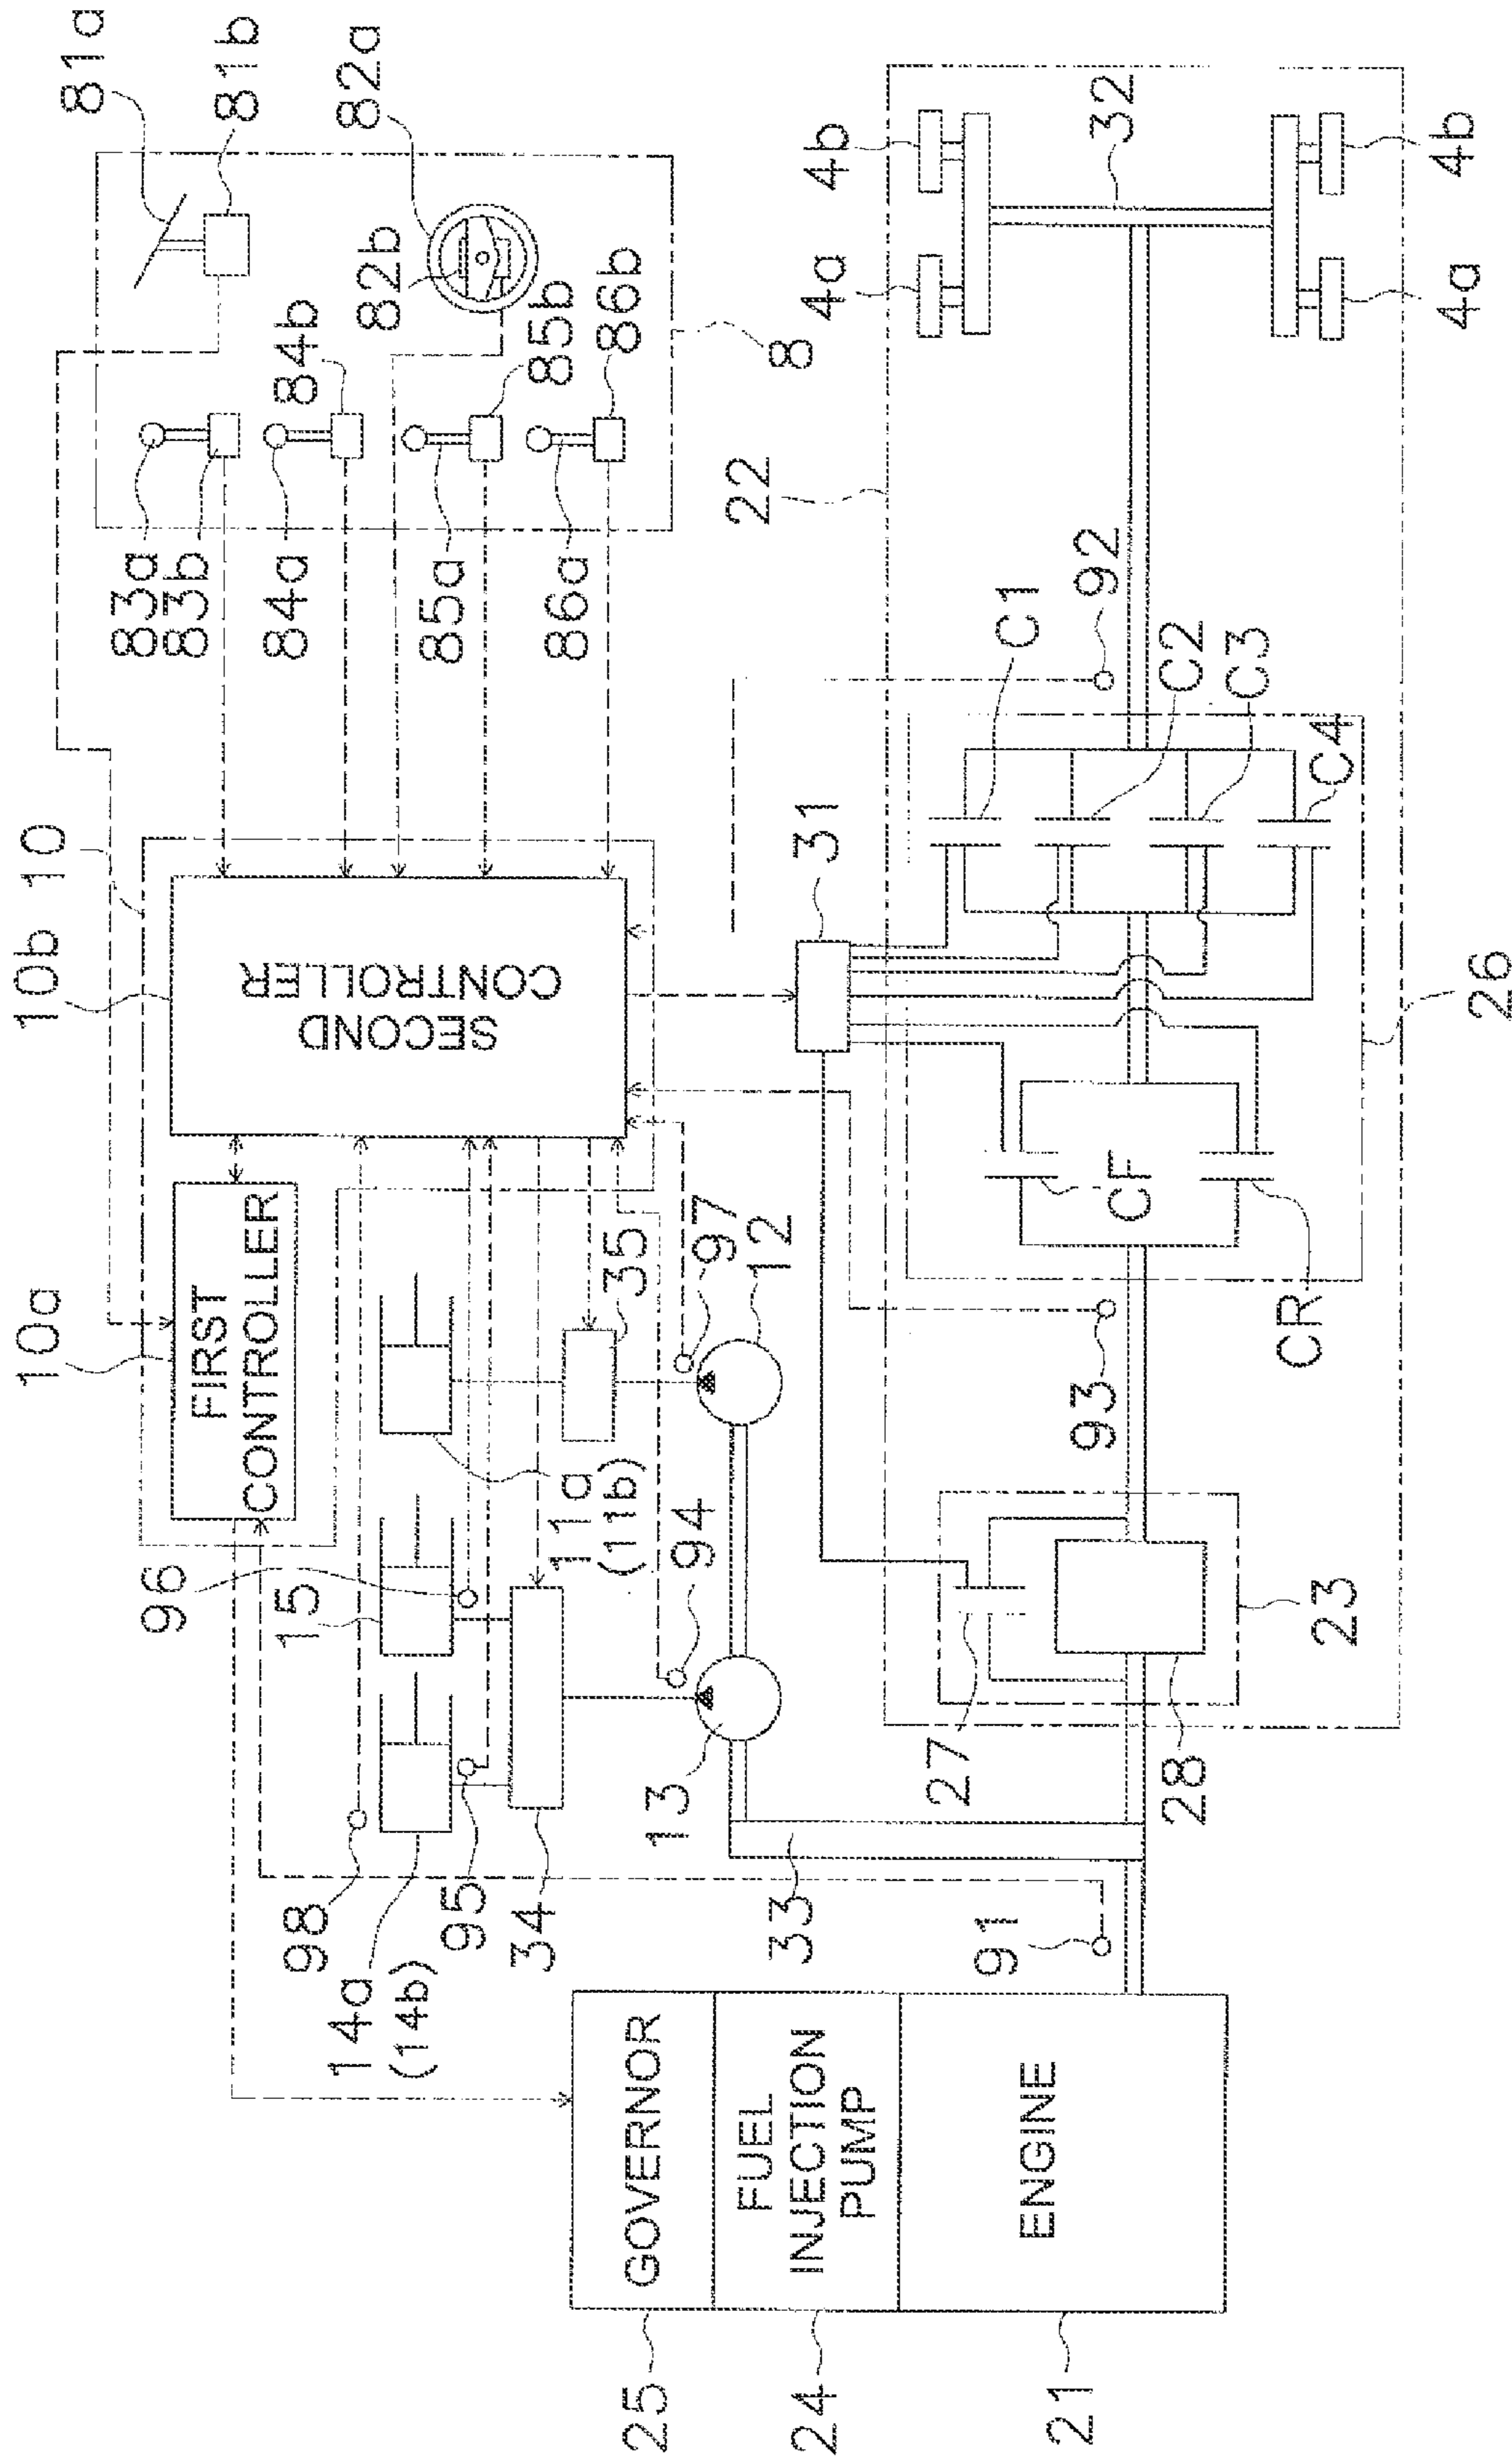 81a
81b
82a
82b
83a
83b
84a
84b
85a
85b
86a
86b
8
10b
10
10a
SECOND
CONTROLLER
FIRST
CONTROLLER
22
4b
4a
32
4b
4a
92
C1
C2
C3
C4
31
26
CF
CR
93
97
12
35
11a
(11b)
94
96
15
13
27
28
23
98
14a
(14b)
95
34
33
91
GOVERNOR
FUEL
INJECTION
PUMP
ENGINE
25
24
21